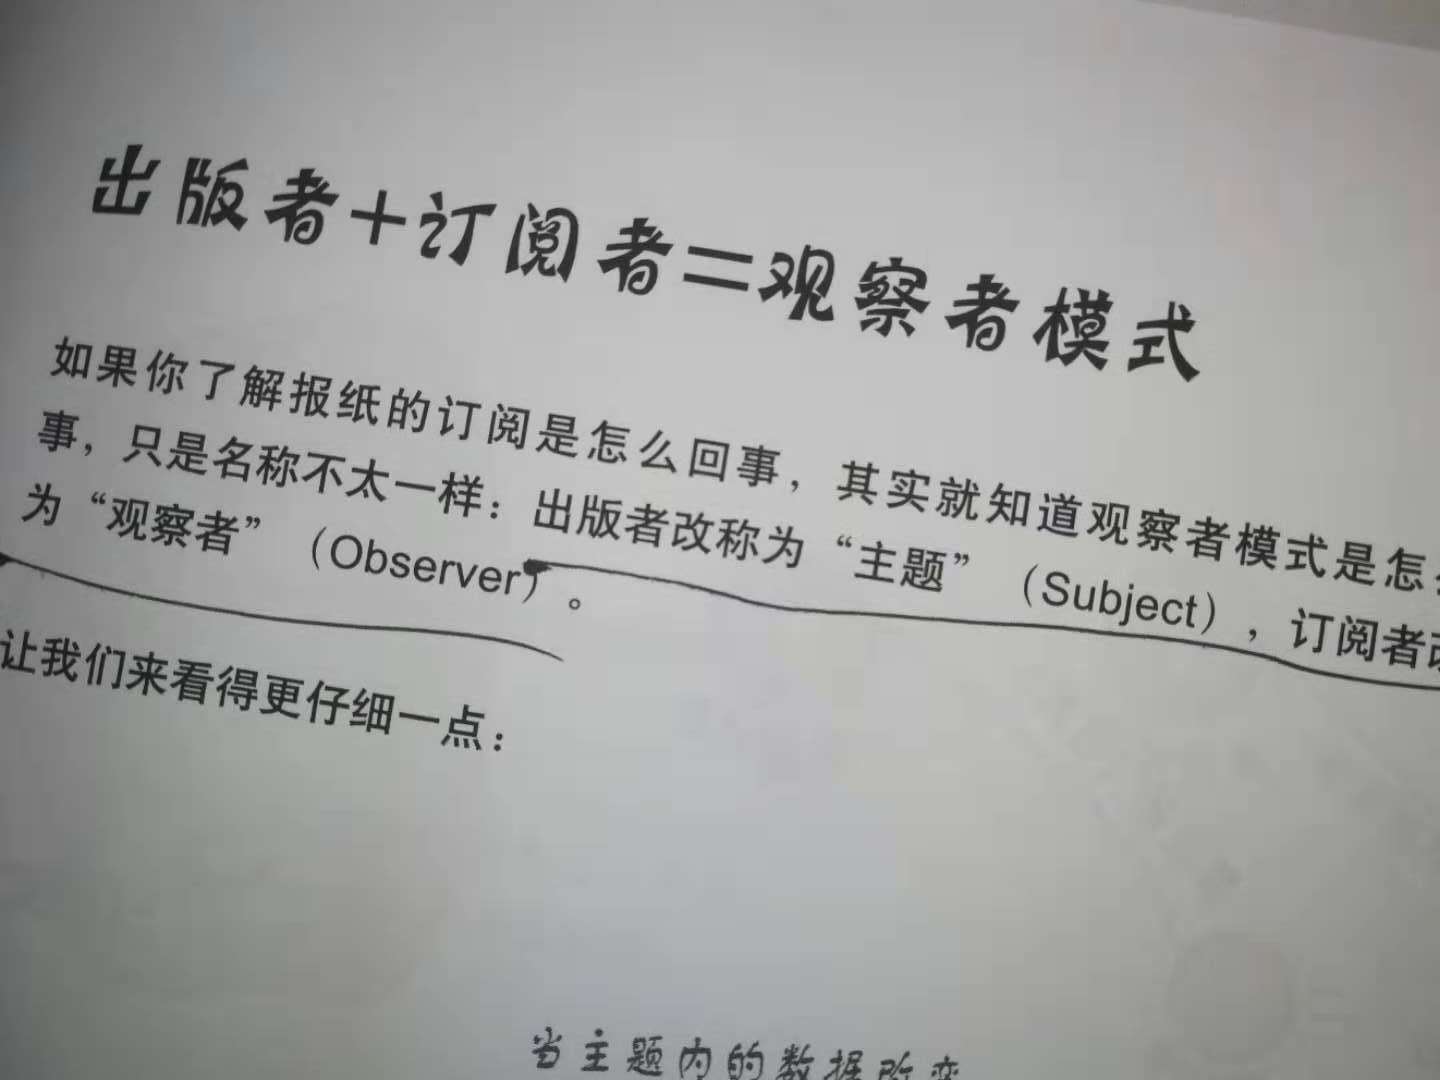 出版者+订阅者=观察者模式
如果你了解报纸的订阅是怎么回事，其实就知道观察者模式是怎
事，只是名称不太一样：出版者改称为“主题”（Subject），订阅者
为“观察者”（Observer）。
让我们来看得更仔细一点：
当主题内的数据改变